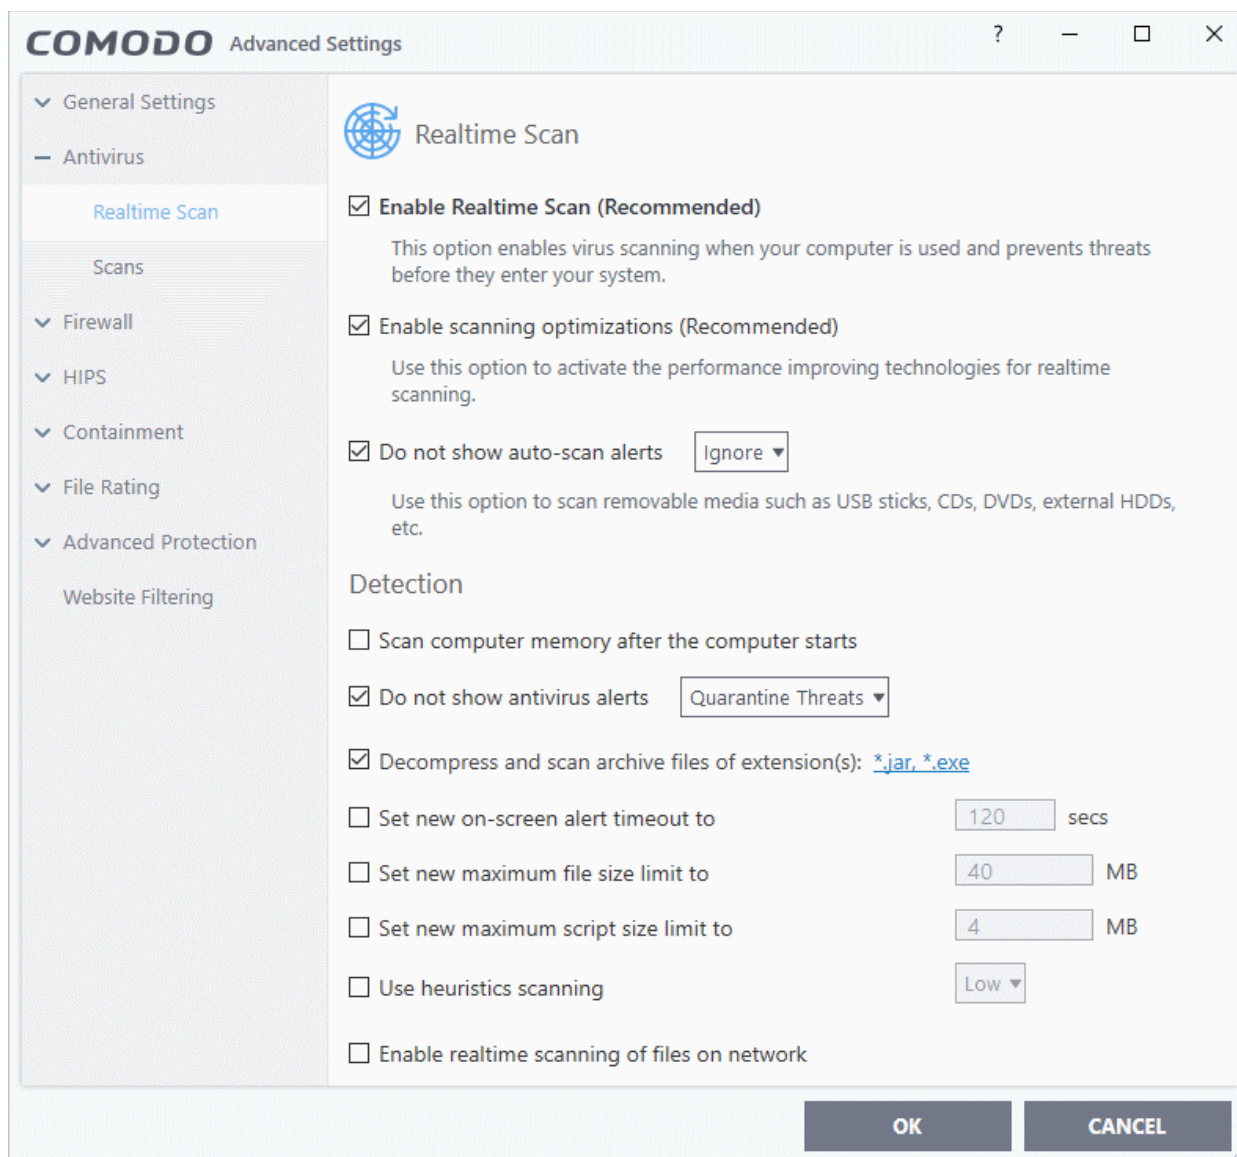 COMODO Advanced Settings
?
General Settings
Antivirus
Realtime Scan
Scans
Firewall
HIPS
Containment
File Rating
Advanced Protection
Website Filtering
Realtime Scan
Enable Realtime Scan (Recommended)
This option enables virus scanning when your computer is used and prevents threats
before they enter your system.
Enable scanning optimizations (Recommended)
Use this option to activate the performance improving technologies for realtime
scanning.
Do not show auto-scan alerts Ignore
Use this option to scan removable media such as USB sticks, CDs, DVDs, external HDDs,
etc.
Detection
Scan computer memory after the computer starts
Do not show antivirus alerts Quarantine Threats
Decompress and scan archive files of extension(s): *.jar, *.exe
Set new on-screen alert timeout to 120 secs
Set new maximum file size limit to 40 MB
Set new maximum script size limit to 4 MB
Use heuristics scanning Low
Enable realtime scanning of files on network
OK CANCEL